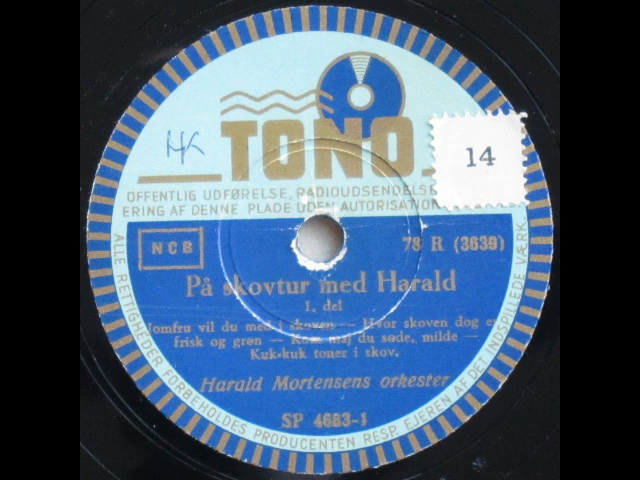 HK
TONO
14
OFFENTLIG UDFØRELSE, RADIOUDSENDELSE
ERING AF DENNE PLADE UDEN AUTORISATION
NCB
78 R (3639)
På skovtur med Harald
1. del
Jomfru vil du med i skoven — Hvor skoven dog er
frisk og grøn — Kom maj du søde, milde —
Kuk-kuk toner i skov.
Harald Mortensens orkester
SP 4683-1
ALLE RETTIGHEDER FORBEHOLDES PRODUCENTEN RESP. EJEREN AF DET INDSPILLEDE VÆRK.